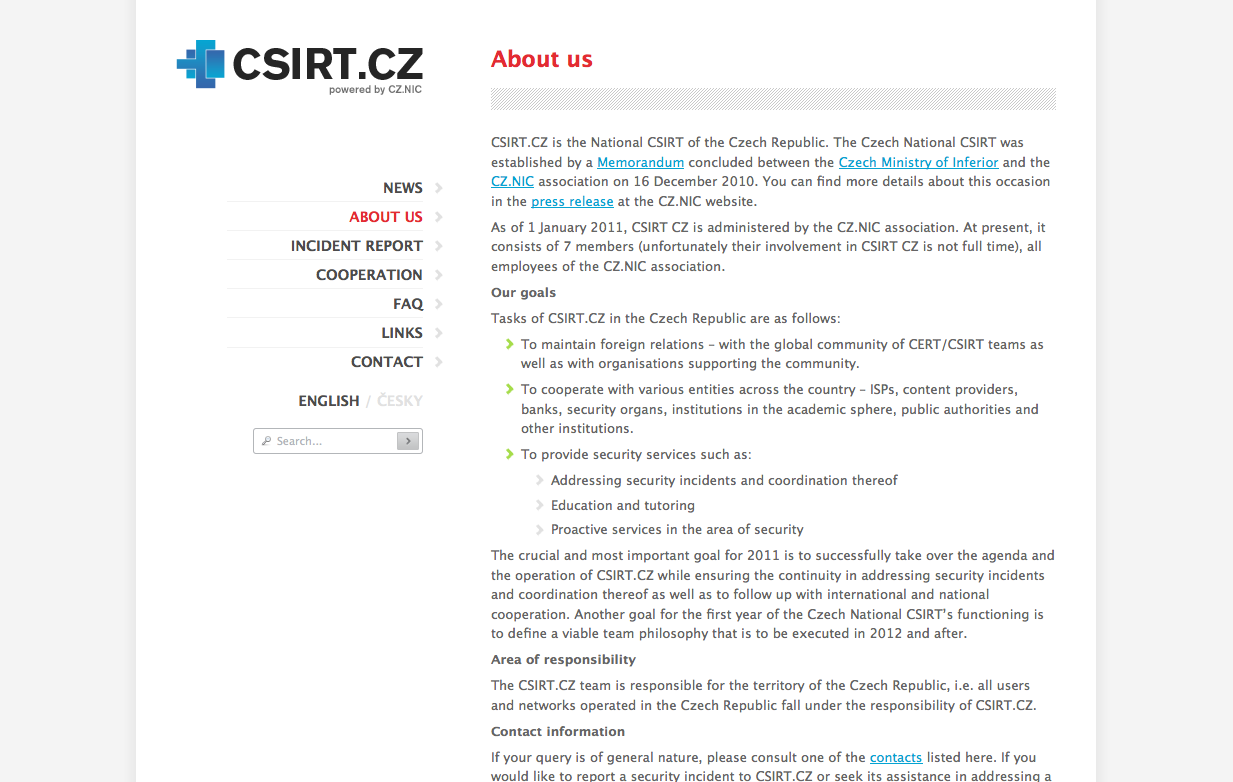 CSIRT.CZ
powered by CZ.NIC
NEWS
ABOUT US
INCIDENT REPORT
COOPERATION
FAQ
LINKS
CONTACT
ENGLISH / ČESKY
Search...
About us
CSIRT.CZ is the National CSIRT of the Czech Republic. The Czech National CSIRT was
established by a Memorandum concluded between the Czech Ministry of Inferior and the
CZ.NIC association on 16 December 2010. You can find more details about this occasion
in the press release at the CZ.NIC website.
As of 1 January 2011, CSIRT CZ is administered by the CZ.NIC association. At present, it
consists of 7 members (unfortunately their involvement in CSIRT CZ is not full time), all
employees of the CZ.NIC association.
Our goals
Tasks of CSIRT.CZ in the Czech Republic are as follows:
To maintain foreign relations – with the global community of CERT/CSIRT teams as
well as with organisations supporting the community.
To cooperate with various entities across the country – ISPs, content providers,
banks, security organs, institutions in the academic sphere, public authorities and
other institutions.
To provide security services such as:
Addressing security incidents and coordination thereof
Education and tutoring
Proactive services in the area of security
The crucial and most important goal for 2011 is to successfully take over the agenda and
the operation of CSIRT.CZ while ensuring the continuity in addressing security incidents
and coordination thereof as well as to follow up with international and national
cooperation. Another goal for the first year of the Czech National CSIRT's functioning is
to define a viable team philosophy that is to be executed in 2012 and after.
Area of responsibility
The CSIRT.CZ team is responsible for the territory of the Czech Republic, i.e. all users
and networks operated in the Czech Republic fall under the responsibility of CSIRT.CZ.
Contact information
If your query is of general nature, please consult one of the contacts listed here. If you
would like to report a security incident to CSIRT.CZ or seek its assistance in addressing a